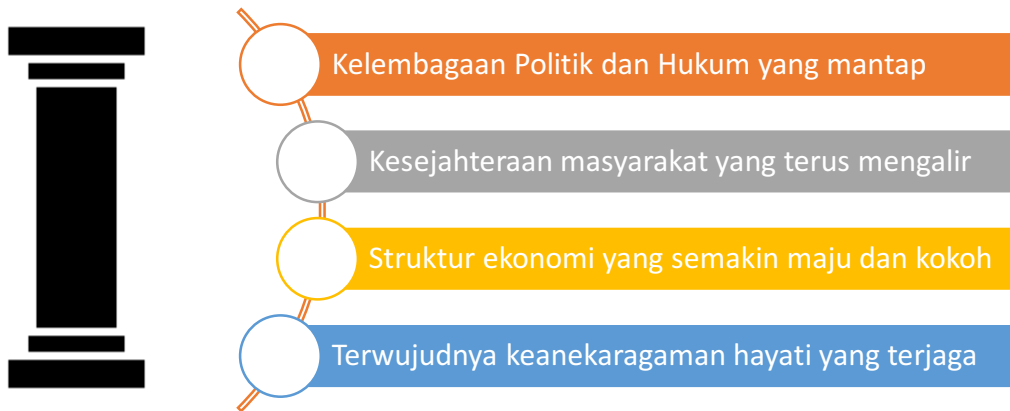 Kelembagaan Politik dan Hukum yang mantap
Kesejahteraan masyarakat yang terus mengalir
Struktur ekonomi yang semakin maju dan kokoh
Terwujudnya keanekaragaman hayati yang terjaga